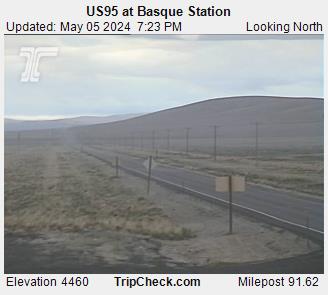 US95 at Basque Station
Updated: May 05 2024 7:23 PM Looking North
Elevation 4460 TripCheck.com Milepost 91.62